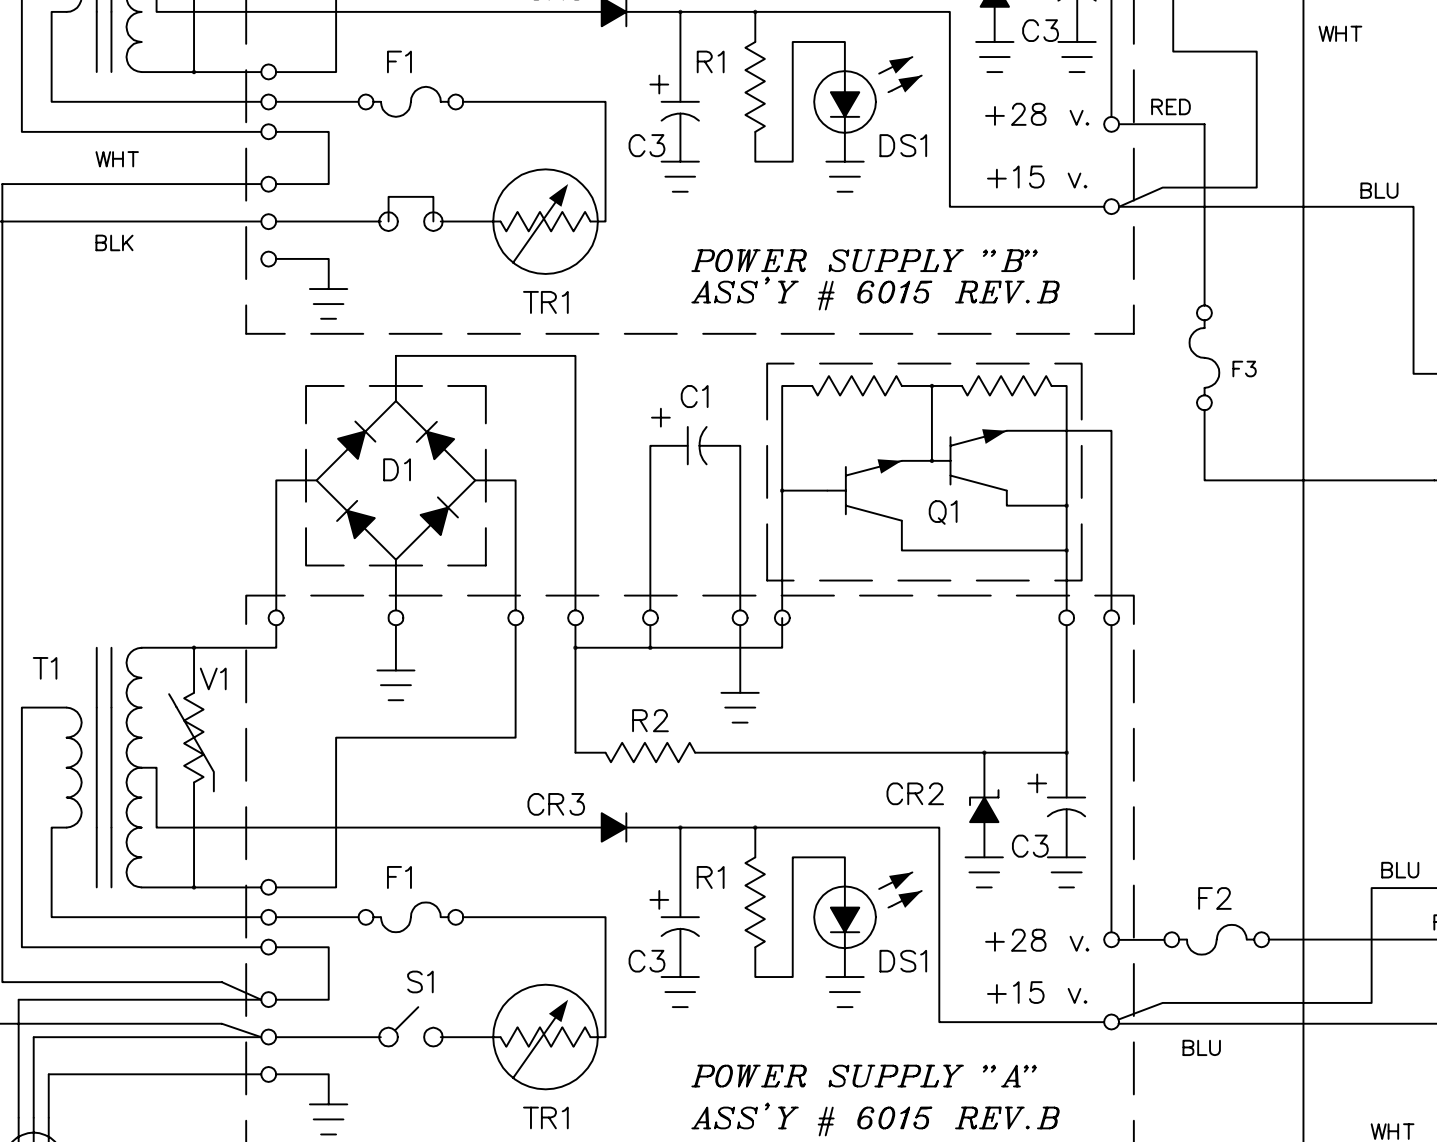 C3
WHT
F1
R1
+
+28 v.
RED
C3
DS1
WHT
+15 v.
BLU
BLK
POWER SUPPLY "B"
ASS'Y # 6015 REV.B
TR1
F3
C1
+
D1
Q1
T1
V1
R2
CR3
CR2
+
C3
F1
R1
BLU
F2
+
+28 v.
C3
DS1
S1
+15 v.
BLU
POWER SUPPLY "A"
ASS'Y # 6015 REV.B
TR1
WHT